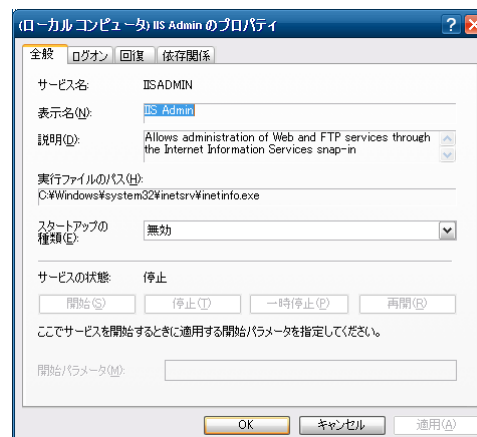 (ローカル コンピュータ) IIS Admin のプロパティ
全般 ログオン 回復 依存関係
サービス名: IISADMIN
表示名(N): IIS Admin
説明(D): Allows administration of Web and FTP services through
the Internet Information Services snap-in
実行ファイルのパス(H):
C:¥Windows¥system32¥inetsrv¥inetinfo.exe
スタートアップの
種類(E): 無効
サービスの状態: 停止
開始(S) 停止(T) 一時停止(P) 再開(R)
ここでサービスを開始するときに適用する開始パラメータを指定してください。
開始パラメータ(M):
OK キャンセル 適用(A)